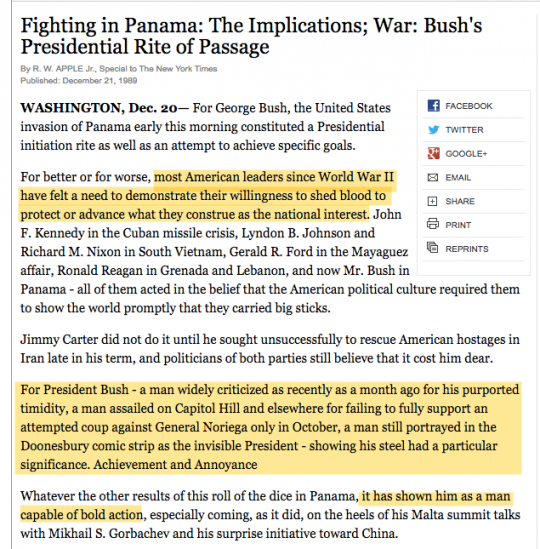 Fighting in Panama: The Implications; War: Bush's
Presidential Rite of Passage
By R. W. APPLE Jr., Special to The New York Times
Published: December 21, 1989
WASHINGTON, Dec. 20— For George Bush, the United States
invasion of Panama early this morning constituted a Presidential
initiation rite as well as an attempt to achieve specific goals.
For better or for worse, most American leaders since World War II
have felt a need to demonstrate their willingness to shed blood to
protect or advance what they construe as the national interest. John
F. Kennedy in the Cuban missile crisis, Lyndon B. Johnson and
Richard M. Nixon in South Vietnam, Gerald R. Ford in the Mayaguez
affair, Ronald Reagan in Grenada and Lebanon, and now Mr. Bush in
Panama - all of them acted in the belief that the American political culture required them
to show the world promptly that they carried big sticks.
Jimmy Carter did not do it until he sought unsuccessfully to rescue American hostages in
Iran late in his term, and politicians of both parties still believe that it cost him dear.
For President Bush - a man widely criticized as recently as a month ago for his purported
timidity, a man assailed on Capitol Hill and elsewhere for failing to fully support an
attempted coup against General Noriega only in October, a man still portrayed in the
Doonesbury comic strip as the invisible President - showing his steel had a particular
significance. Achievement and Annoyance
Whatever the other results of this roll of the dice in Panama, it has shown him as a man
capable of bold action, especially coming, as it did, on the heels of his Malta summit talks
with Mikhail S. Gorbachev and his surprise initiative toward China.
FACEBOOK
TWITTER
GOOGLE+
EMAIL
SHARE
PRINT
REPRINTS